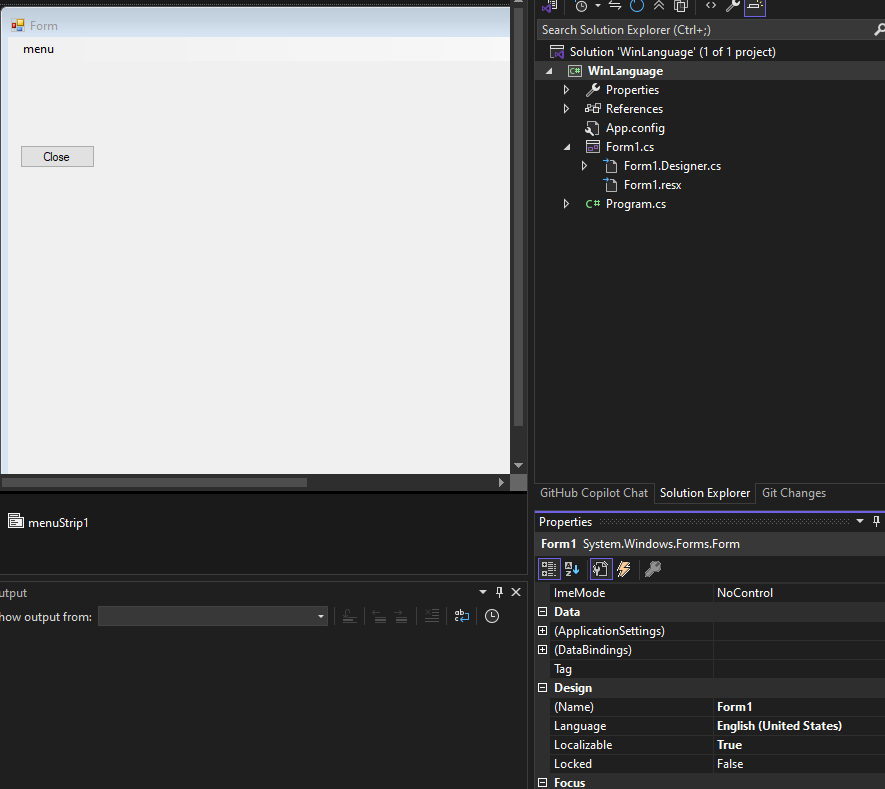 Form
menu
Close
menuStrip1
utput
how output from:
Search Solution Explorer (Ctrl+;)
Solution 'WinLanguage' (1 of 1 project)
C# WinLanguage
Properties
References
App.config
Form1.cs
Form1.Designer.cs
Form1.resx
C# Program.cs
GitHub Copilot Chat Solution Explorer Git Changes
Properties
Form1 System.Windows.Forms.Form
ImeMode NoControl
Data
(ApplicationSettings)
(DataBindings)
Tag
Design
(Name) Form1
Language English (United States)
Localizable True
Locked False
Focus